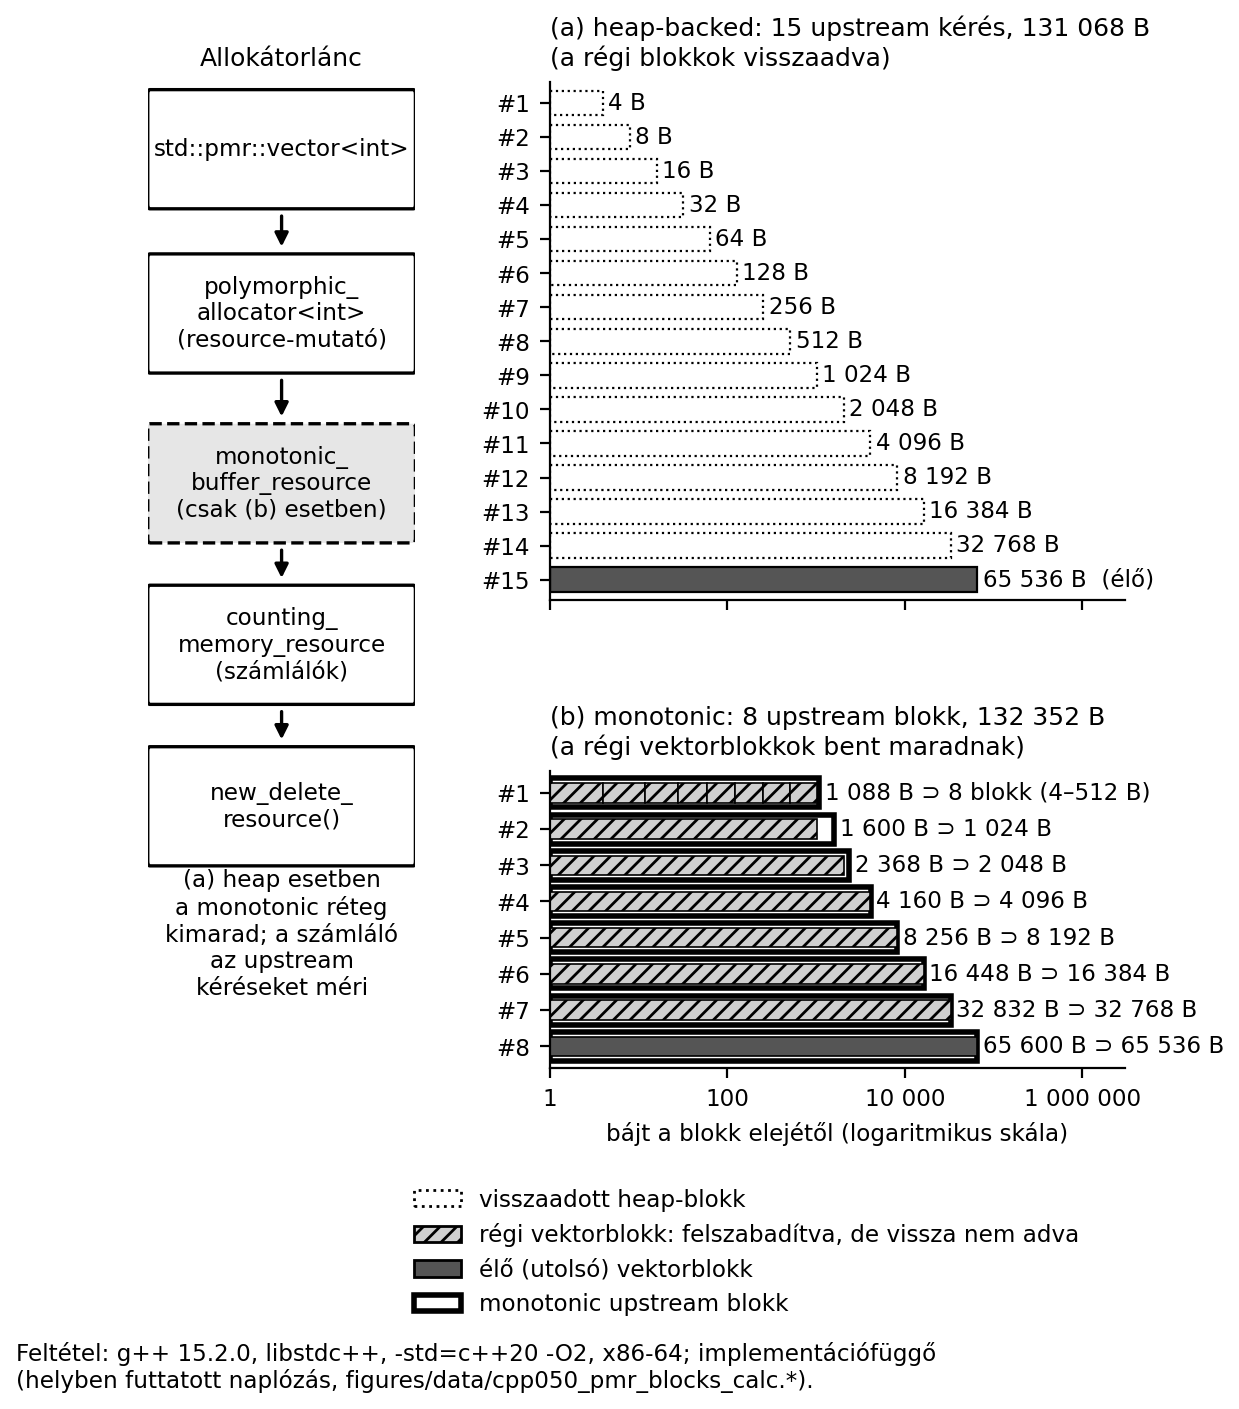 Allokátorlánc
std::pmr::vector<int>
polymorphic_
allocator<int>
(resource-mutató)
monotonic_
buffer_resource
(csak (b) esetben)
counting_
memory_resource
(számlálók)
new_delete_
resource()
(a) heap esetben
a monotonic réteg
kimarad; a számláló
az upstream
kéréseket méri
(a) heap-backed: 15 upstream kérés, 131 068 B
(a régi blokkok visszaadva)
#1 4 B
#2 8 B
#3 16 B
#4 32 B
#5 64 B
#6 128 B
#7 256 B
#8 512 B
#9 1 024 B
#10 2 048 B
#11 4 096 B
#12 8 192 B
#13 16 384 B
#14 32 768 B
#15 65 536 B (élő)
(b) monotonic: 8 upstream blokk, 132 352 B
(a régi vektorblokkok bent maradnak)
#1 1 088 B ⊃ 8 blokk (4–512 B)
#2 1 600 B ⊃ 1 024 B
#3 2 368 B ⊃ 2 048 B
#4 4 160 B ⊃ 4 096 B
#5 8 256 B ⊃ 8 192 B
#6 16 448 B ⊃ 16 384 B
#7 32 832 B ⊃ 32 768 B
#8 65 600 B ⊃ 65 536 B
1 100 10 000 1 000 000
bájt a blokk elejétől (logaritmikus skála)
visszaadott heap-blokk
régi vektorblokk: felszabadítva, de vissza nem adva
élő (utolsó) vektorblokk
monotonic upstream blokk
Feltétel: g++ 15.2.0, libstdc++, -std=c++20 -O2, x86-64; implementációfüggő
(helyben futtatott naplózás, figures/data/cpp050_pmr_blocks_calc.*).